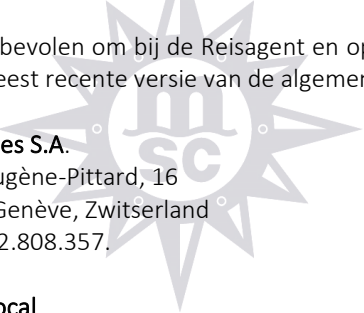 bevolen om bij de Reisagent en op
eest recente versie van de algemen
es S.A.
ugène-Pittard, 16
Genève, Zwitserland
2.808.357.
ocal
m
sc